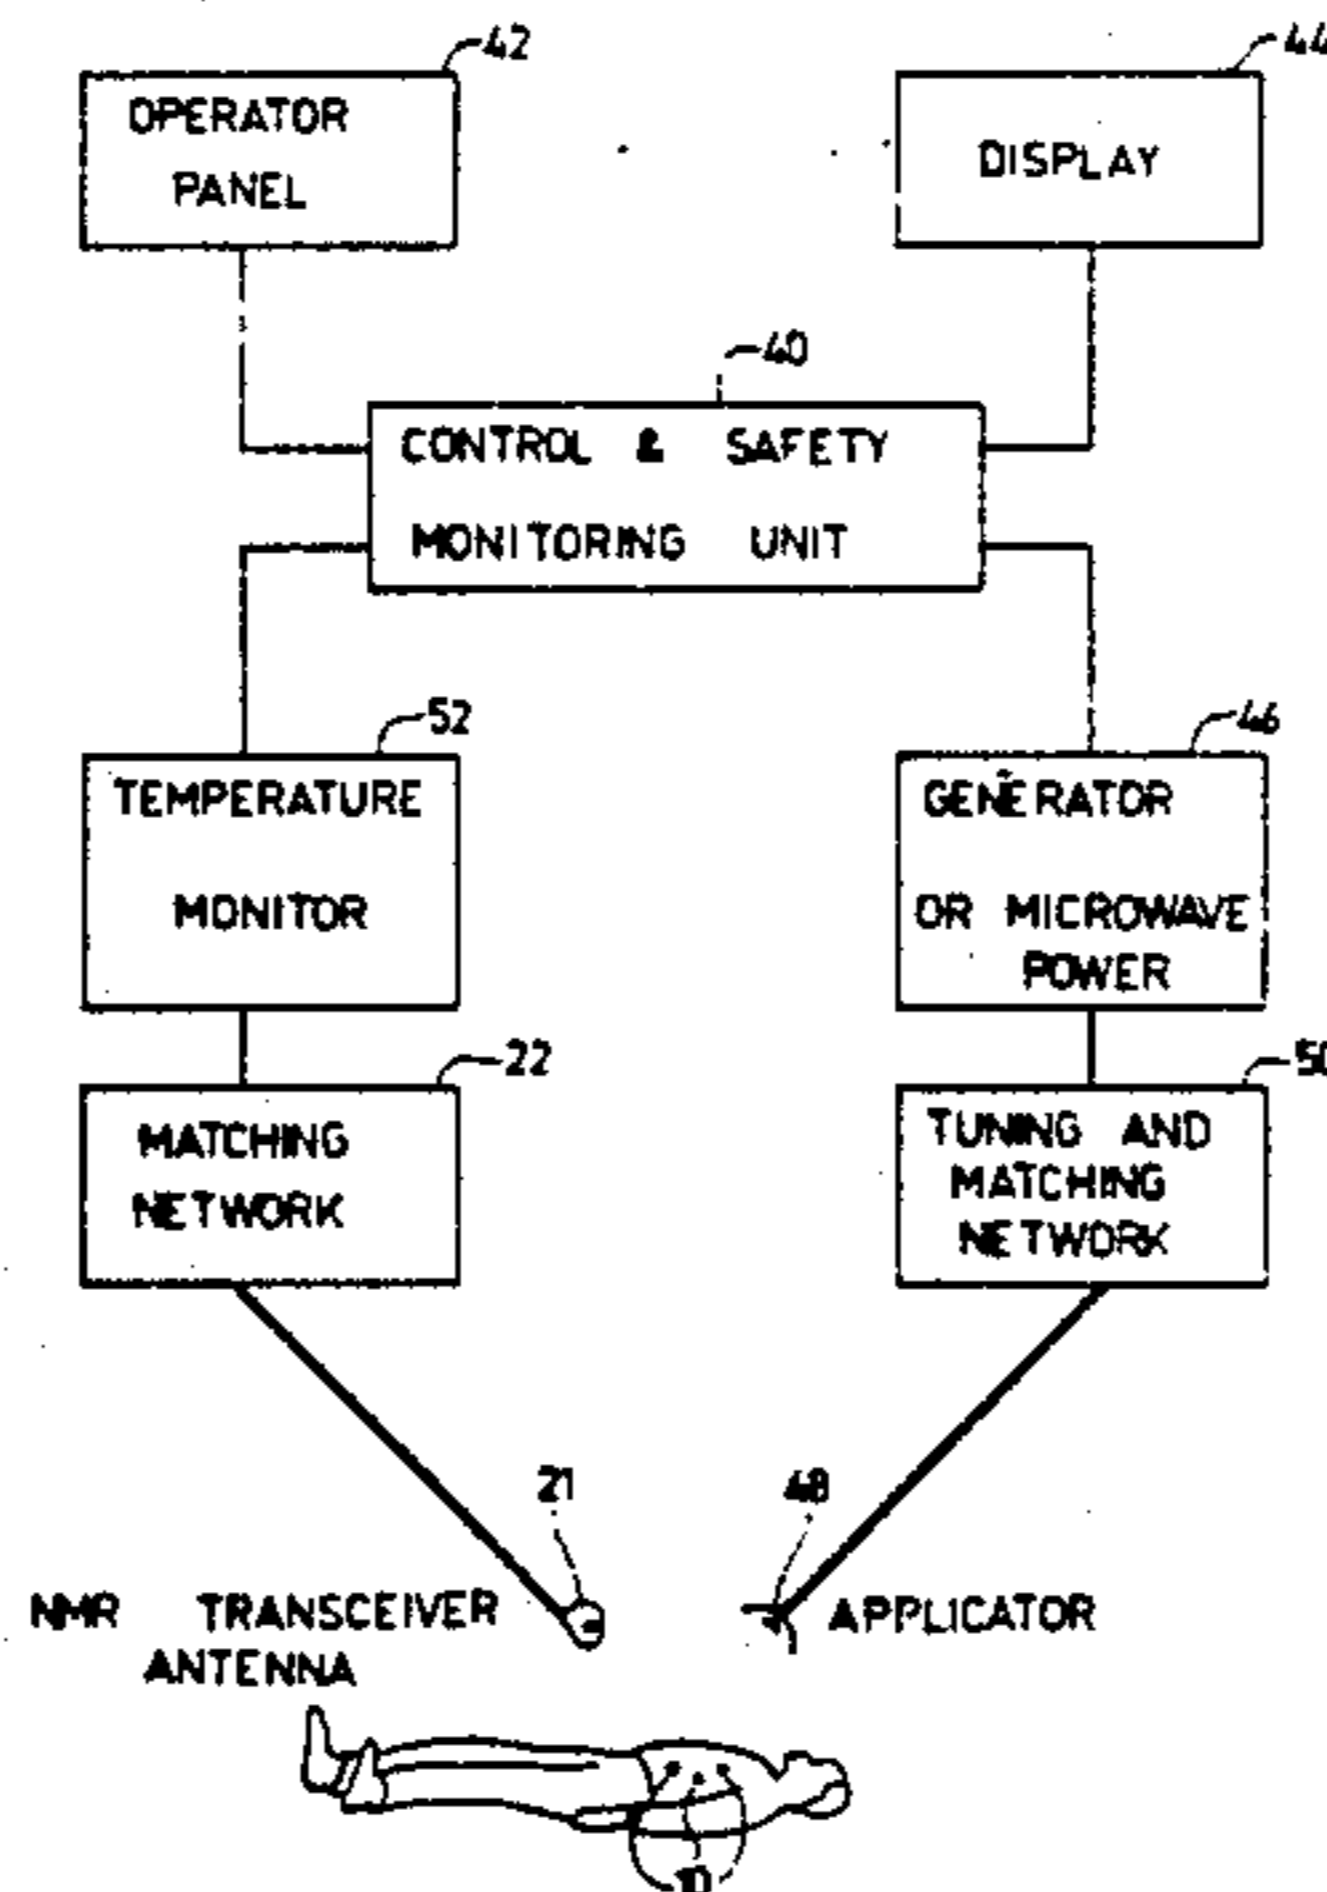 42
44
OPERATOR
PANEL
DISPLAY
40
CONTROL & SAFETY
MONITORING UNIT
52
46
TEMPERATURE
MONITOR
GENERATOR
OR MICROWAVE
POWER
22
50
MATCHING
NETWORK
TUNING AND
MATCHING
NETWORK
21
48
NMR TRANSCEIVER
ANTENNA
APPLICATOR
10